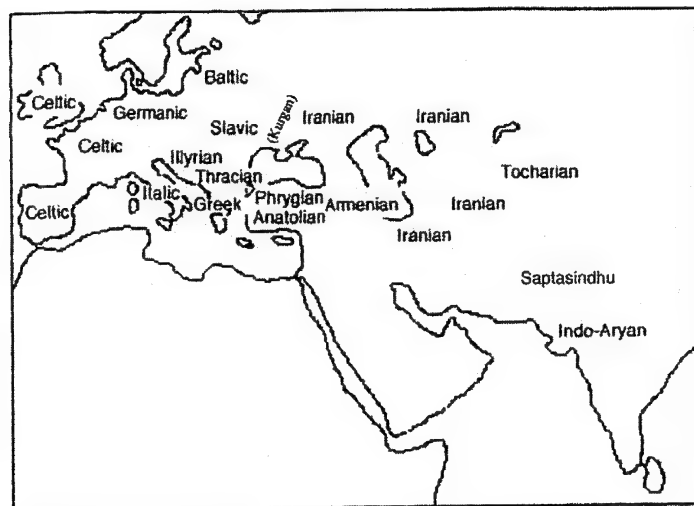 Baltic
Celtic
Germanic
(Kurgan)
Iranian
Iranian
Slavic
Celtic
Illyrian
Thracian
Tocharian
Italic
Celtic
Greek
Phrygian
Armenian
Iranian
Anatolian
Iranian
Saptasindhu
Indo-Aryan